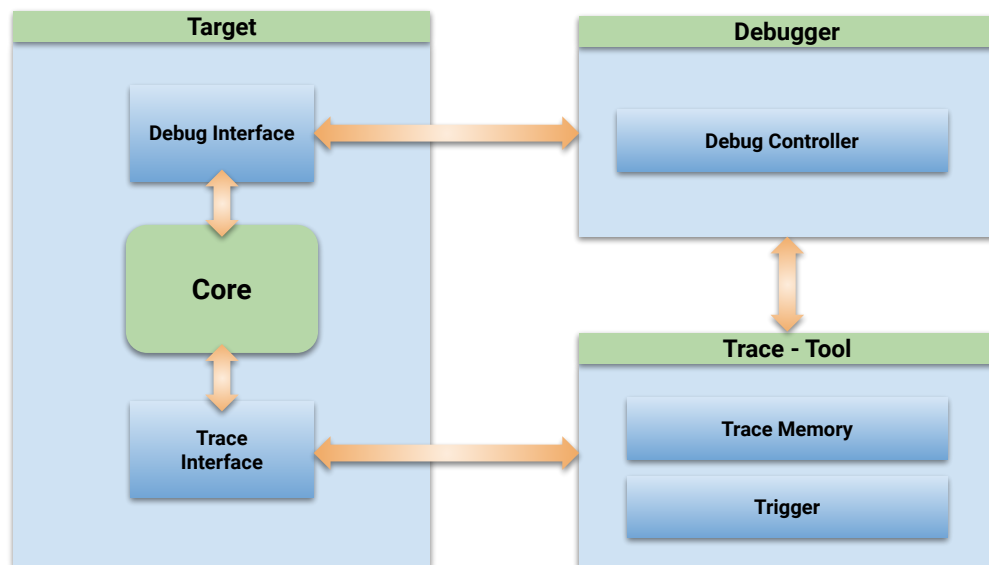 Target
Debug Interface
Core
Trace
Interface
Debugger
Debug Controller
Trace - Tool
Trace Memory
Trigger